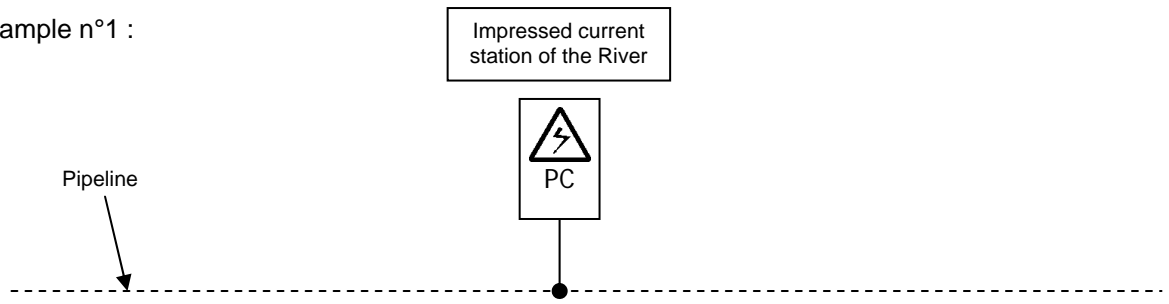 ample n°1 :
Impressed current
station of the River
PC
Pipeline